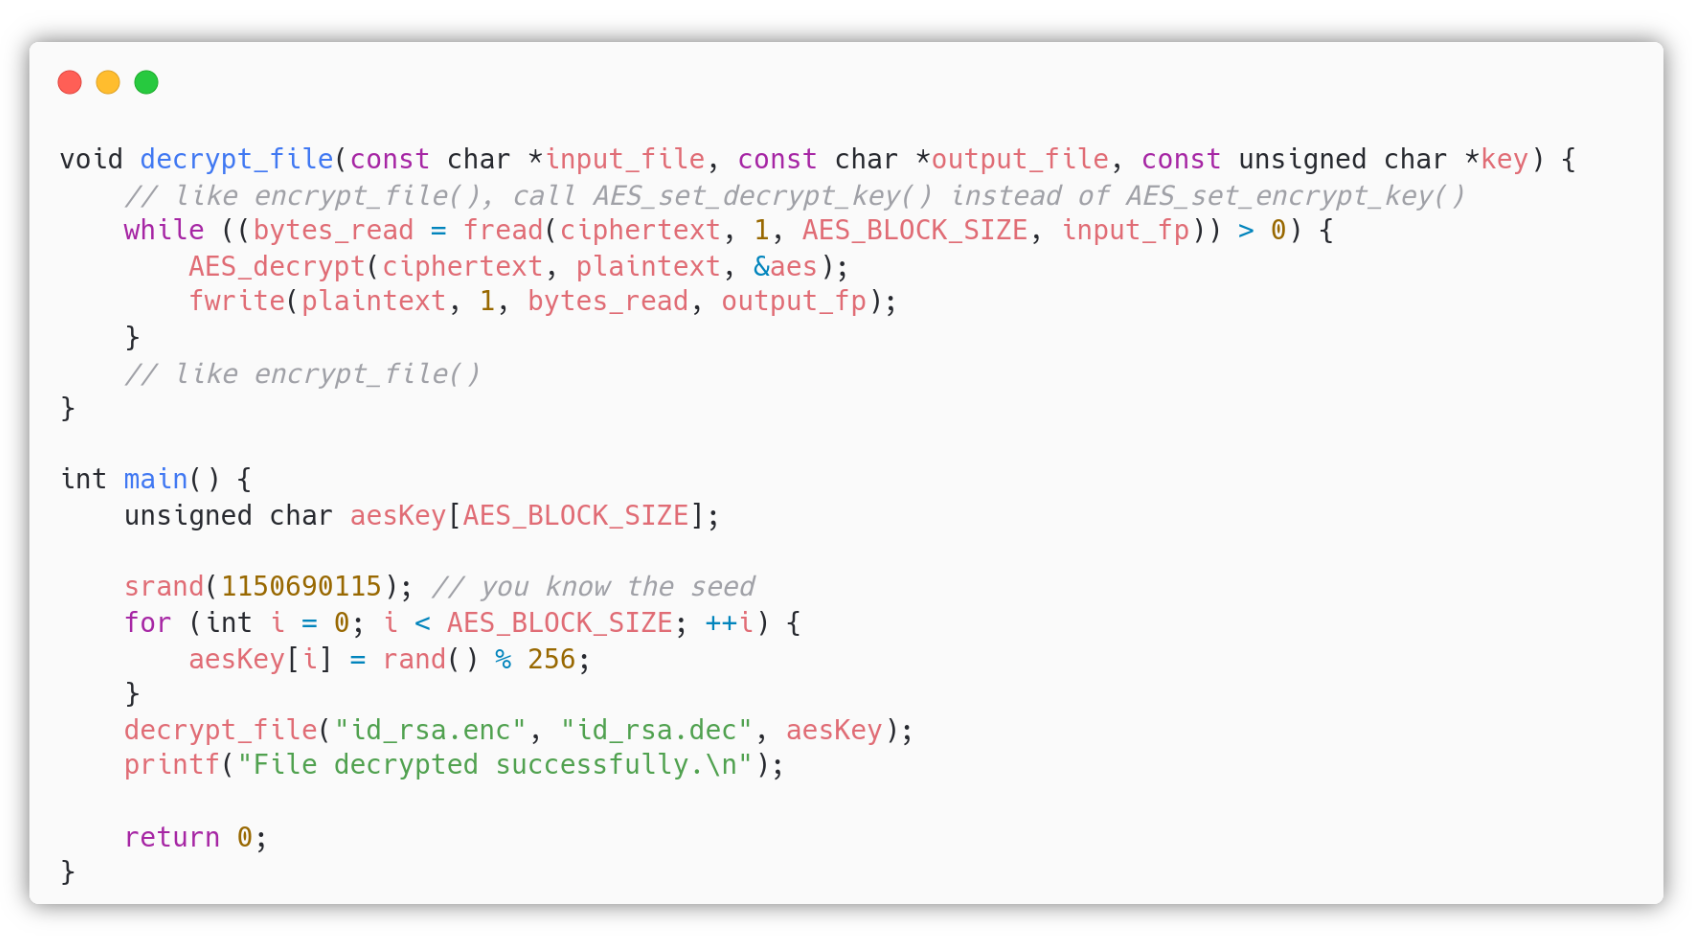 void decrypt_file(const char *input_file, const char *output_file, const unsigned char *key) {
    // like encrypt_file(), call AES_set_decrypt_key() instead of AES_set_encrypt_key()
    while ((bytes_read = fread(ciphertext, 1, AES_BLOCK_SIZE, input_fp)) > 0) {
        AES_decrypt(ciphertext, plaintext, &aes);
        fwrite(plaintext, 1, bytes_read, output_fp);
    }
    // like encrypt_file()
}

int main() {
    unsigned char aesKey[AES_BLOCK_SIZE];

    srand(1150690115); // you know the seed
    for (int i = 0; i < AES_BLOCK_SIZE; ++i) {
        aesKey[i] = rand() % 256;
    }
    decrypt_file("id_rsa.enc", "id_rsa.dec", aesKey);
    printf("File decrypted successfully.\n");

    return 0;
}